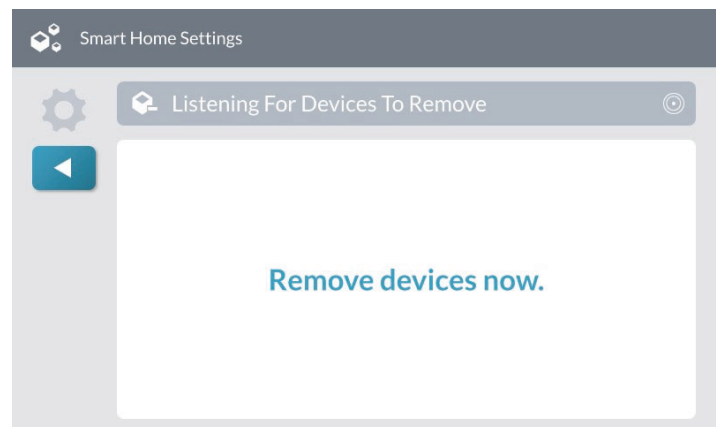 Smart Home Settings
Listening For Devices To Remove
Remove devices now.